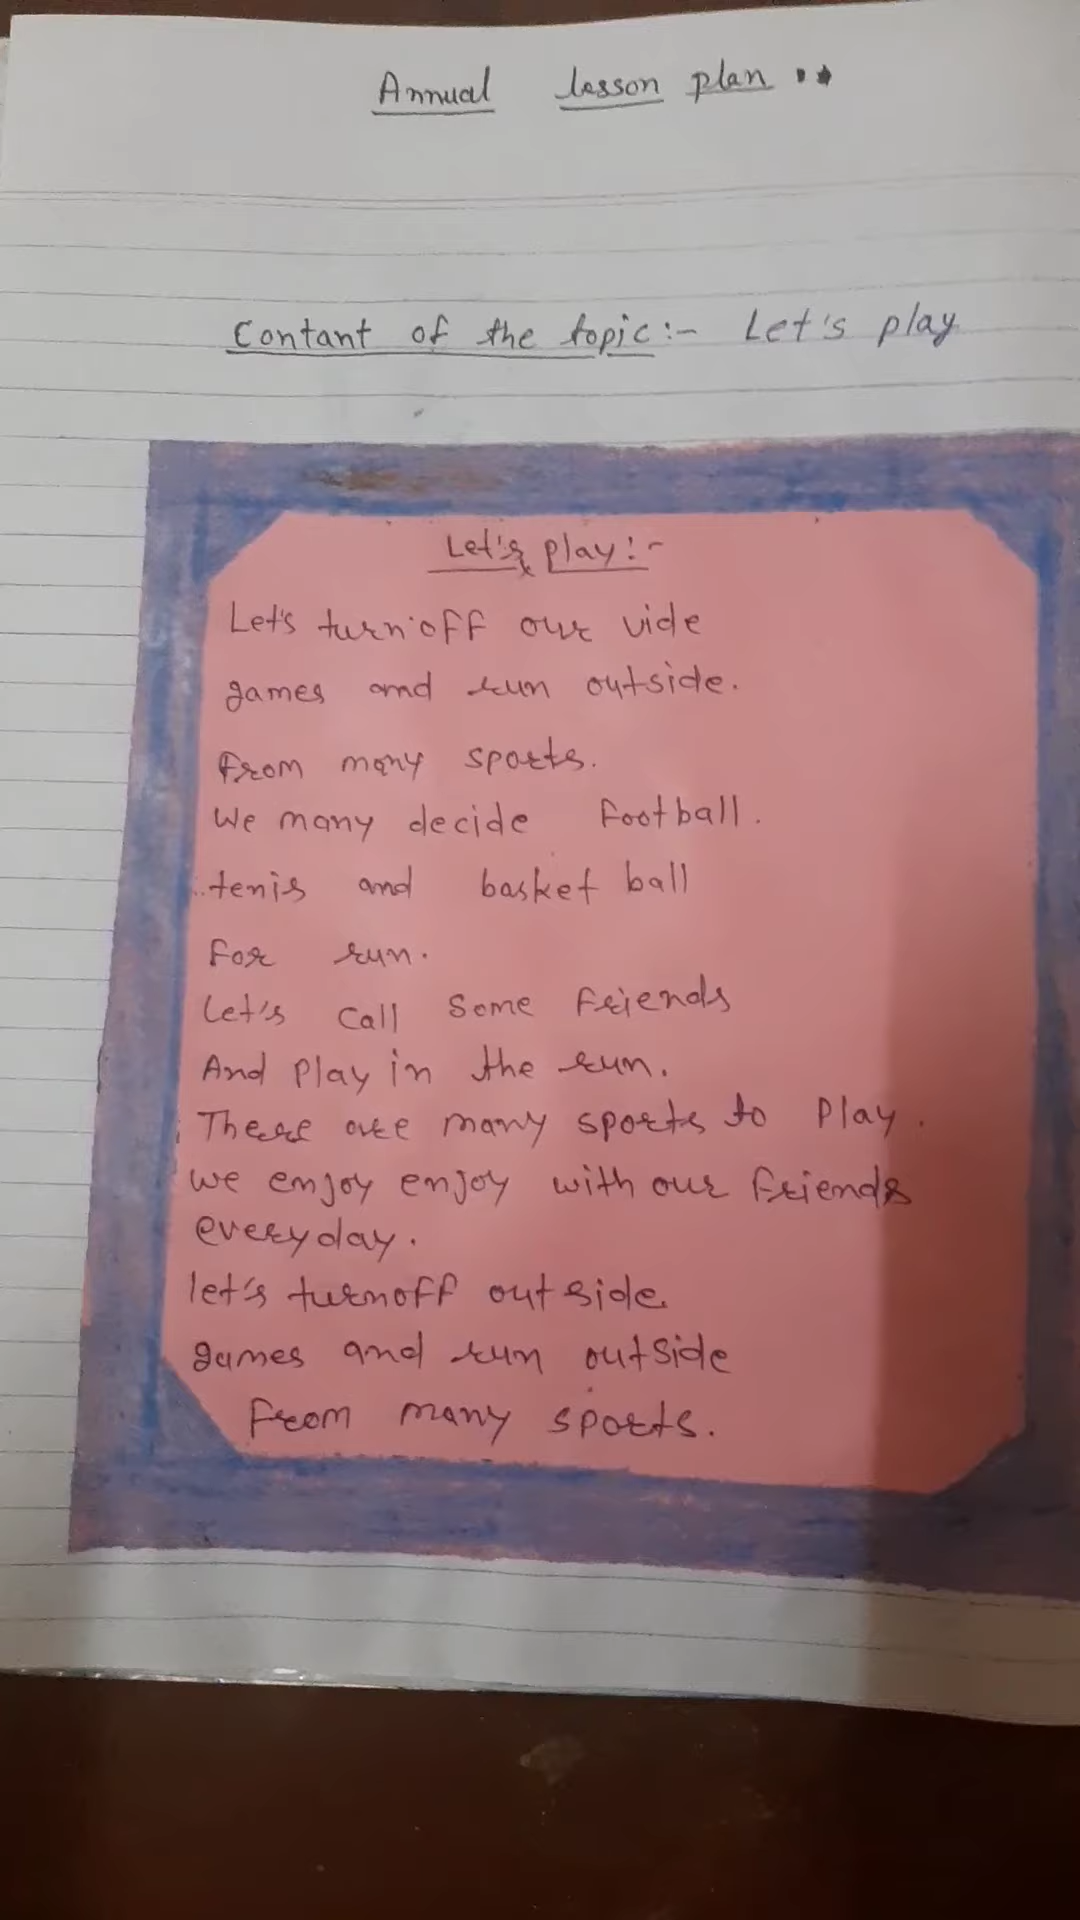 Annual lesson plan
Contant of the topic:- Let's play
Let's play:-
Let's turn off our vide
games and run outside.
From many sports.
We many decide Football.
tenis and basket ball
For run.
Let's call Some Friends
And Play in the run.
There are many sports to Play.
we enjoy enjoy with our Friends
everyday.
let's turnoff outside
games and run outside
From many sports.